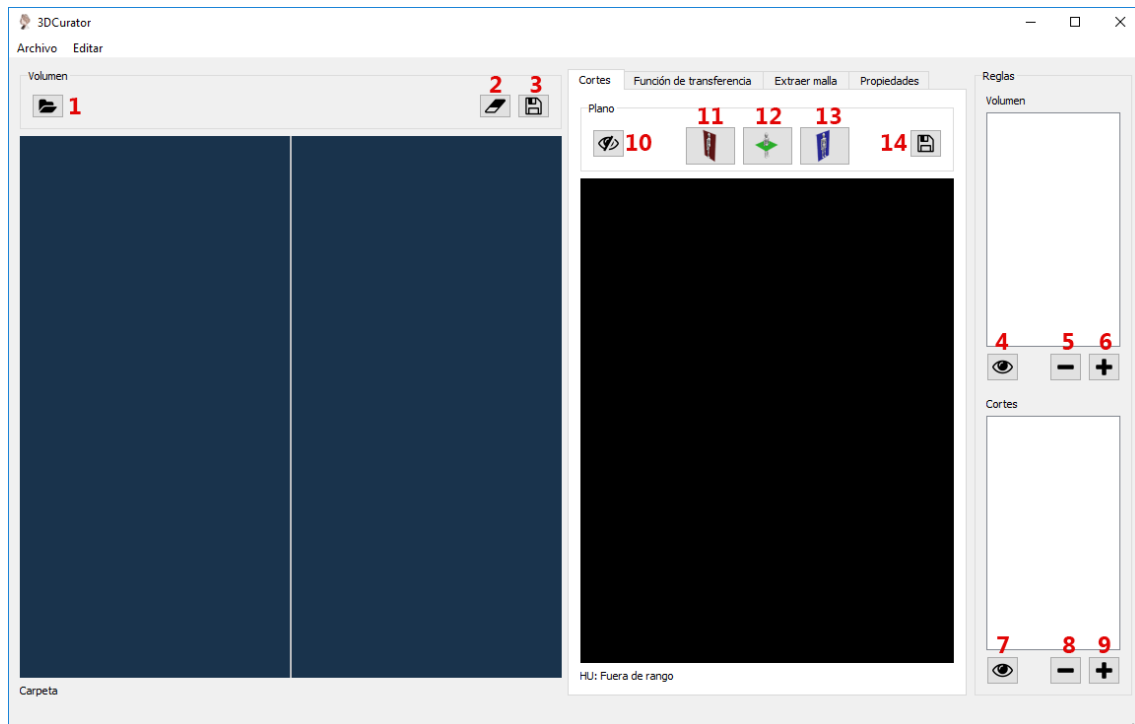 3DCurator
Archivo Editar
Volumen
1
2
3
Carpeta
Cortes Función de transferencia Extraer malla Propiedades
Plano
10
11
12
13
14
HU: Fuera de rango
Reglas
Volumen
4
5
6
Cortes
7
8
9